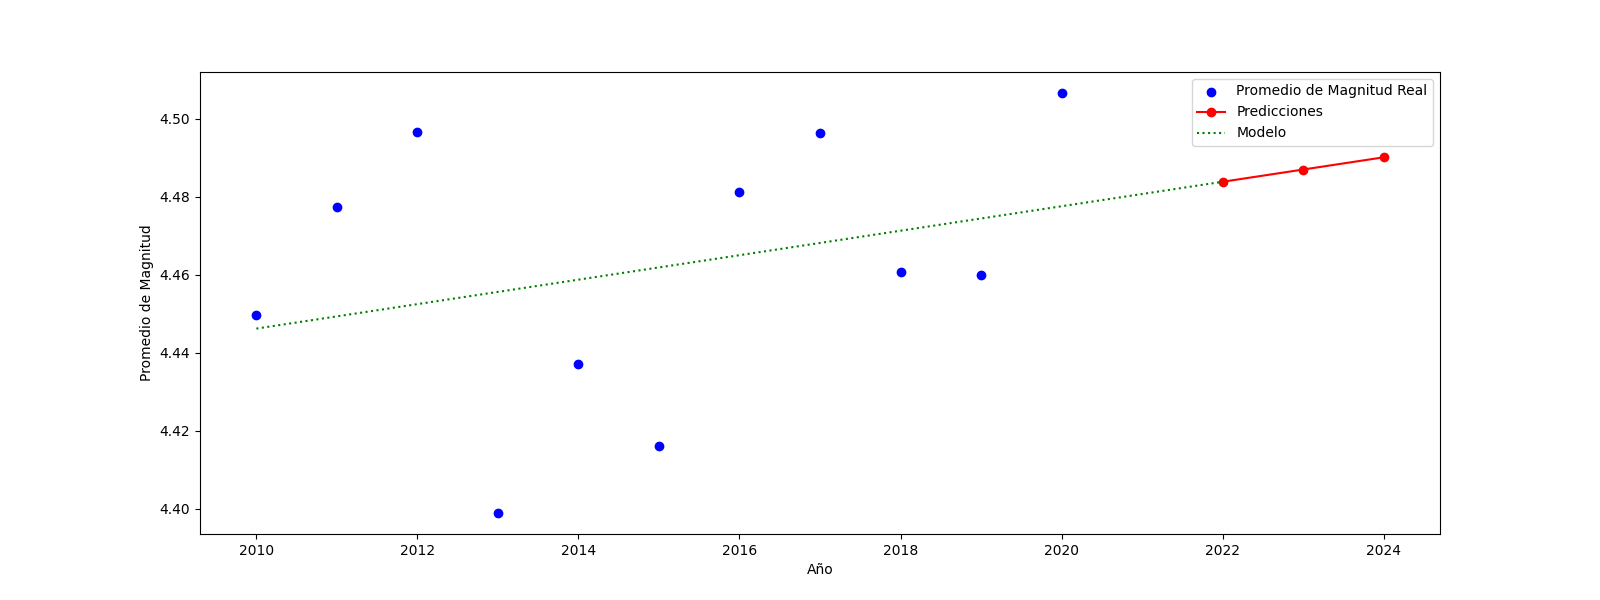 Promedio de Magnitud Real
Predicciones
Modelo
4.50
4.48
4.46
4.44
4.42
4.40
Promedio de Magnitud
2010 2012 2014 2016 2018 2020 2022 2024
Año